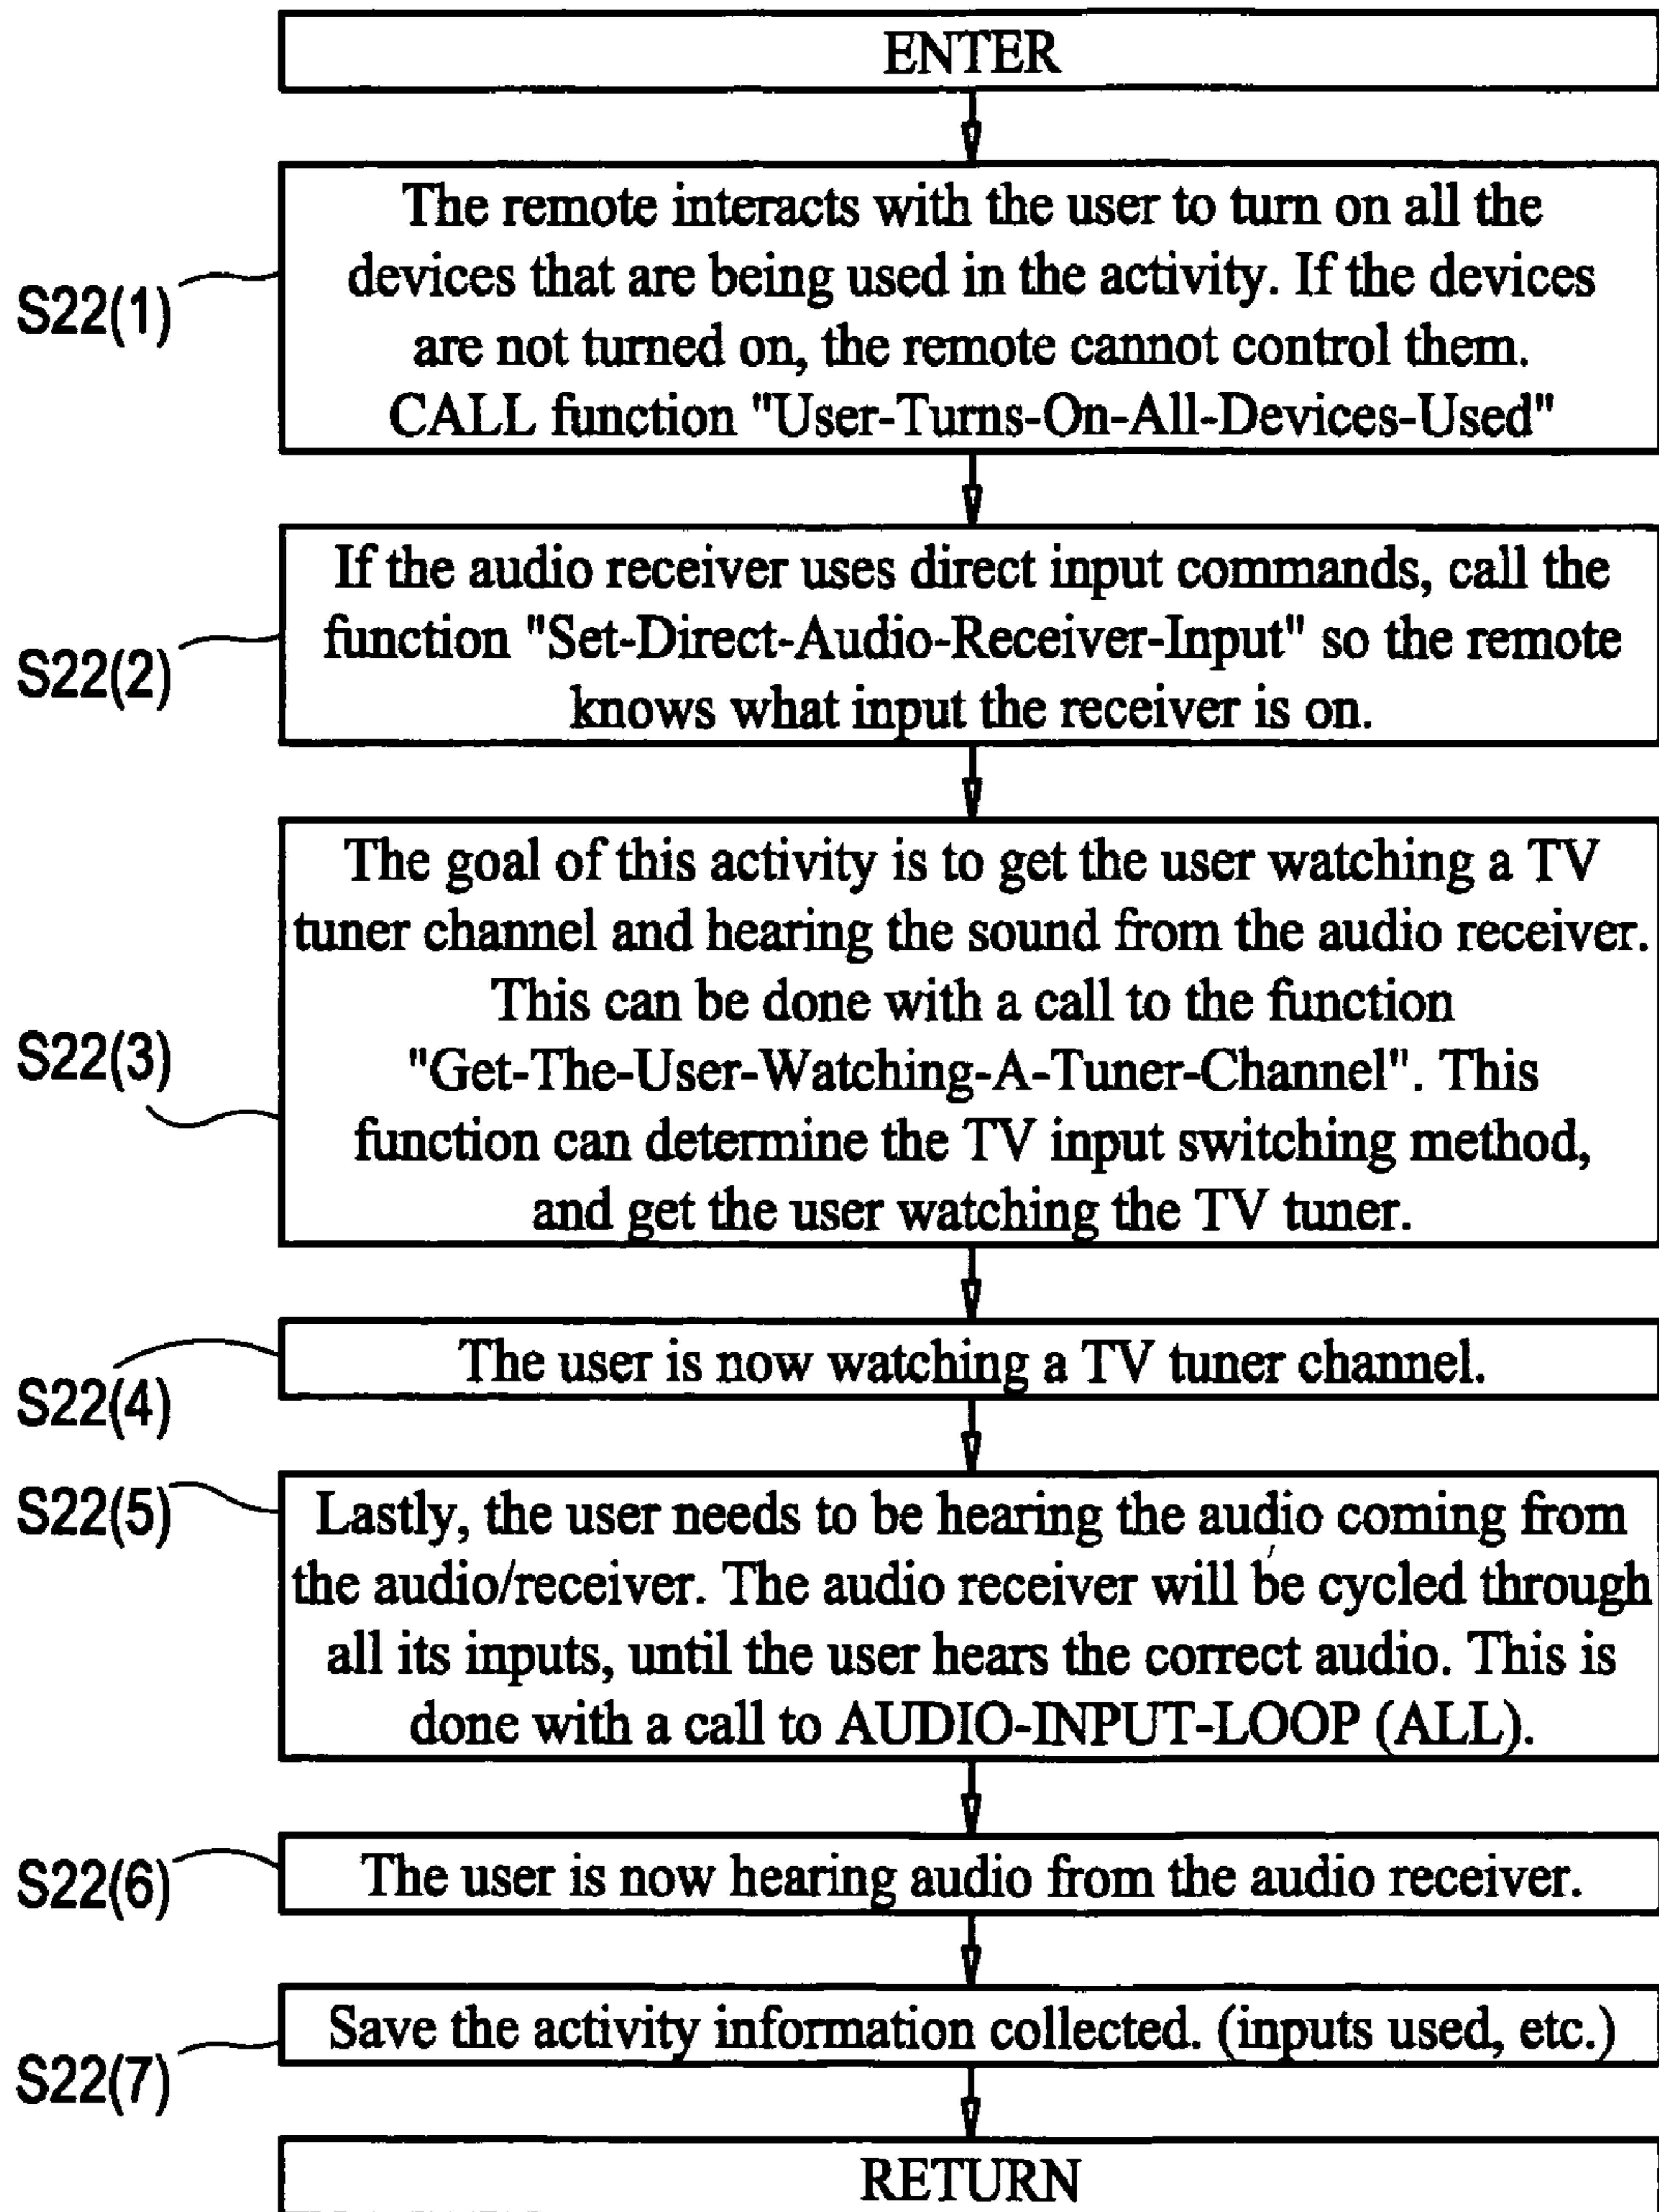 ENTER
S22(1)
The remote interacts with the user to turn on all the
devices that are being used in the activity. If the devices
are not turned on, the remote cannot control them.
CALL function "User-Turns-On-All-Devices-Used"
S22(2)
If the audio receiver uses direct input commands, call the
function "Set-Direct-Audio-Receiver-Input" so the remote
knows what input the receiver is on.
S22(3)
The goal of this activity is to get the user watching a TV
tuner channel and hearing the sound from the audio receiver.
This can be done with a call to the function
"Get-The-User-Watching-A-Tuner-Channel". This
function can determine the TV input switching method,
and get the user watching the TV tuner.
S22(4)
The user is now watching a TV tuner channel.
S22(5)
Lastly, the user needs to be hearing the audio coming from
the audio/receiver. The audio receiver will be cycled through
all its inputs, until the user hears the correct audio. This is
done with a call to AUDIO-INPUT-LOOP (ALL).
S22(6)
The user is now hearing audio from the audio receiver.
S22(7)
Save the activity information collected. (inputs used, etc.)
RETURN